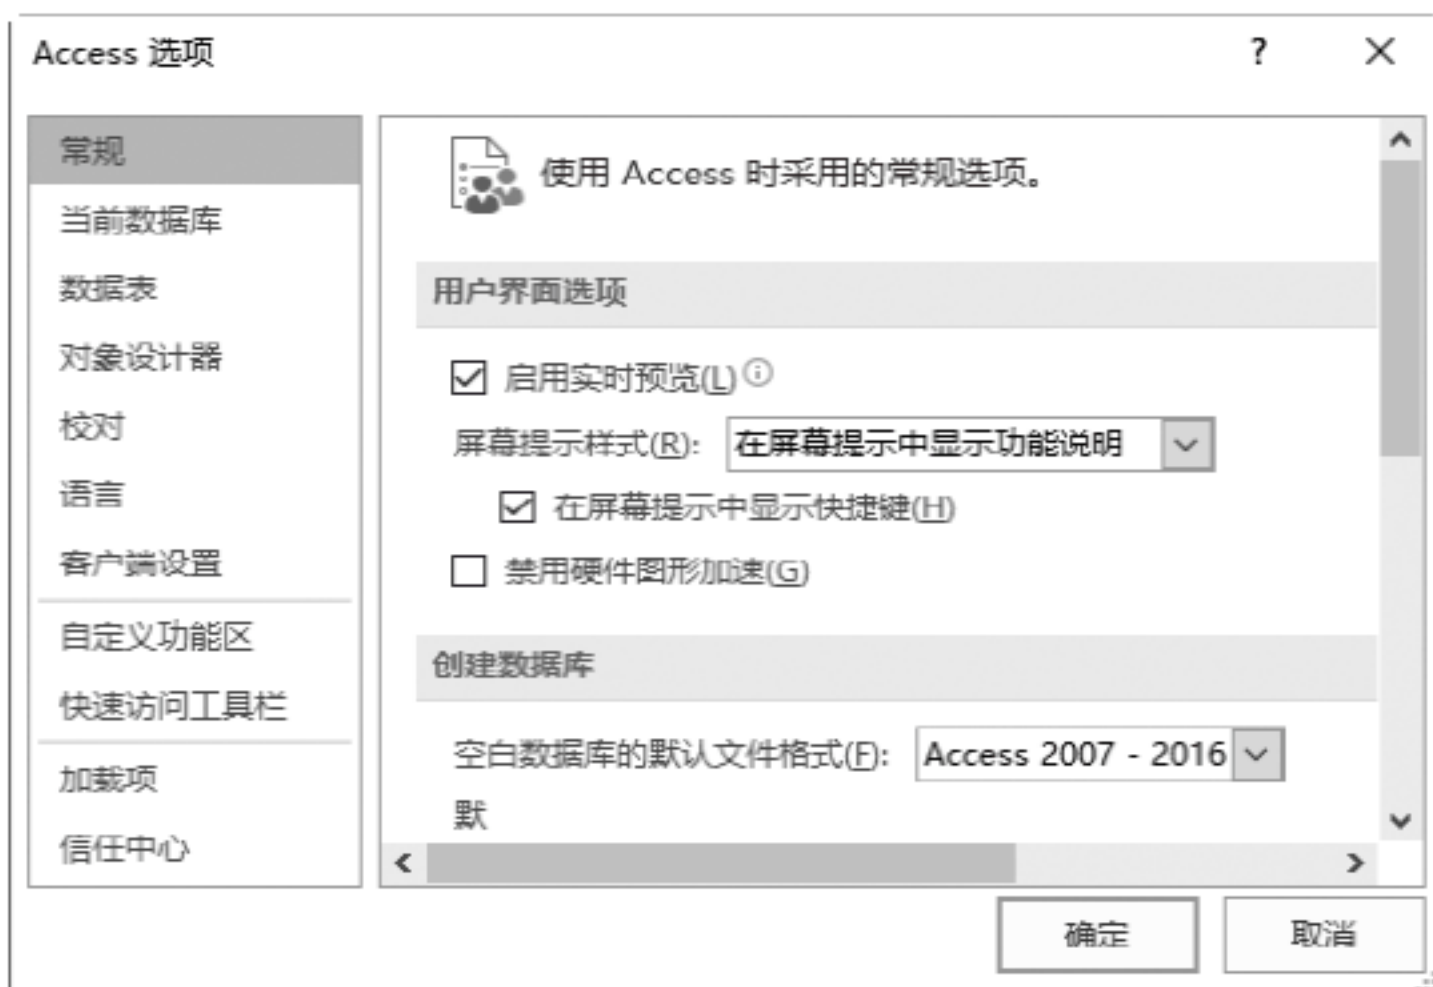 Access 选项
?
常规
当前数据库
数据表
对象设计器
校对
语言
客户端设置
自定义功能区
快速访问工具栏
加载项
信任中心
使用 Access 时采用的常规选项。
用户界面选项
启用实时预览(L)
屏幕提示样式(R): 在屏幕提示中显示功能说明
在屏幕提示中显示快捷键(H)
禁用硬件图形加速(G)
创建数据库
空白数据库的默认文件格式(F): Access 2007 - 2016
默
确定
取消